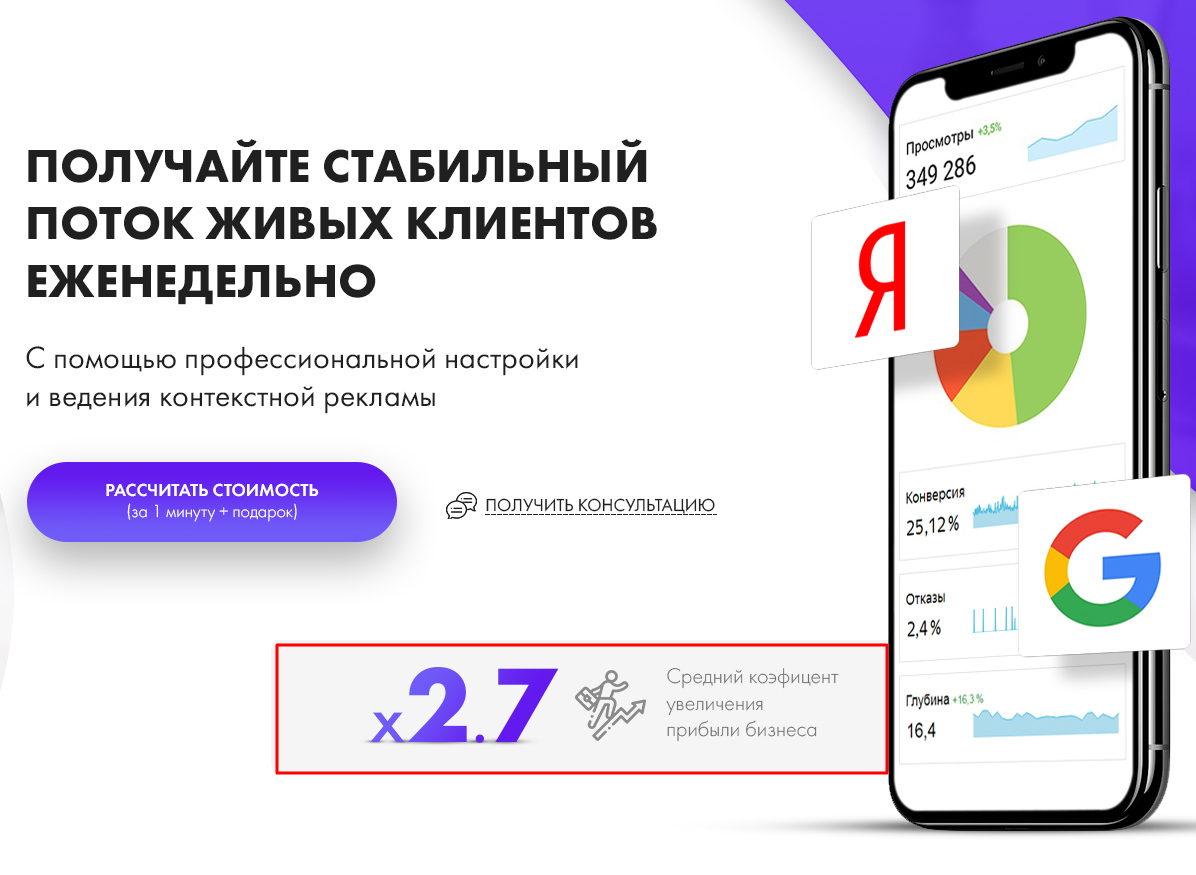 ПОЛУЧАЙТЕ СТАБИЛЬНЫЙ
ПОТОК ЖИВЫХ КЛИЕНТОВ
ЕЖЕНЕДЕЛЬНО
С помощью профессиональной настройки
и ведения контекстной рекламы
РАССЧИТАТЬ СТОИМОСТЬ
(за 1 минуту + подарок)
ПОЛУЧИТЬ КОНСУЛЬТАЦИЮ
x2.7
Средний коэфицент
увеличения
прибыли бизнеса
Просмотры +3,5%
349 286
Я
Конверсия
25,12 %
G
Отказы
2,4 %
Глубина +16,3 %
16,4